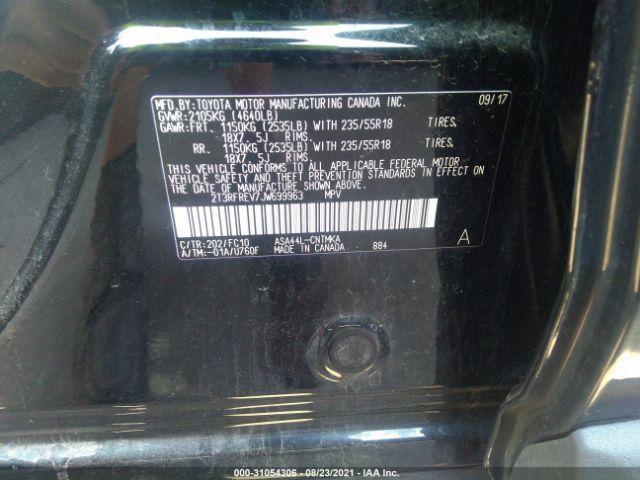 MFD.BY:TOYOTA MOTOR MANUFACTURING CANADA INC. 09/17
GVWR:2105KG (4640LB)
GAWR:FRT. 1150KG (2535LB) WITH 235/55R18 TIRES.
18X7. 5J RIMS.
RR. 1150KG (2535LB) WITH 235/55R18 TIRES.
18X7. 5J RIMS.
THIS VEHICLE CONFORMS TO ALL APPLICABLE FEDERAL MOTOR
VEHICLE SAFETY AND THEFT PREVENTION STANDARDS IN EFFECT
ON THE DATE OF MANUFACTURE SHOWN ABOVE.
2T3RFREV7JW699963 MPV
C/TR:202/FC10 ASA44L-CNTMKA
A/TM:-01A/U760F MADE IN CANADA 884 A
000-31054306 - 08/23/2021 - IAA Inc.